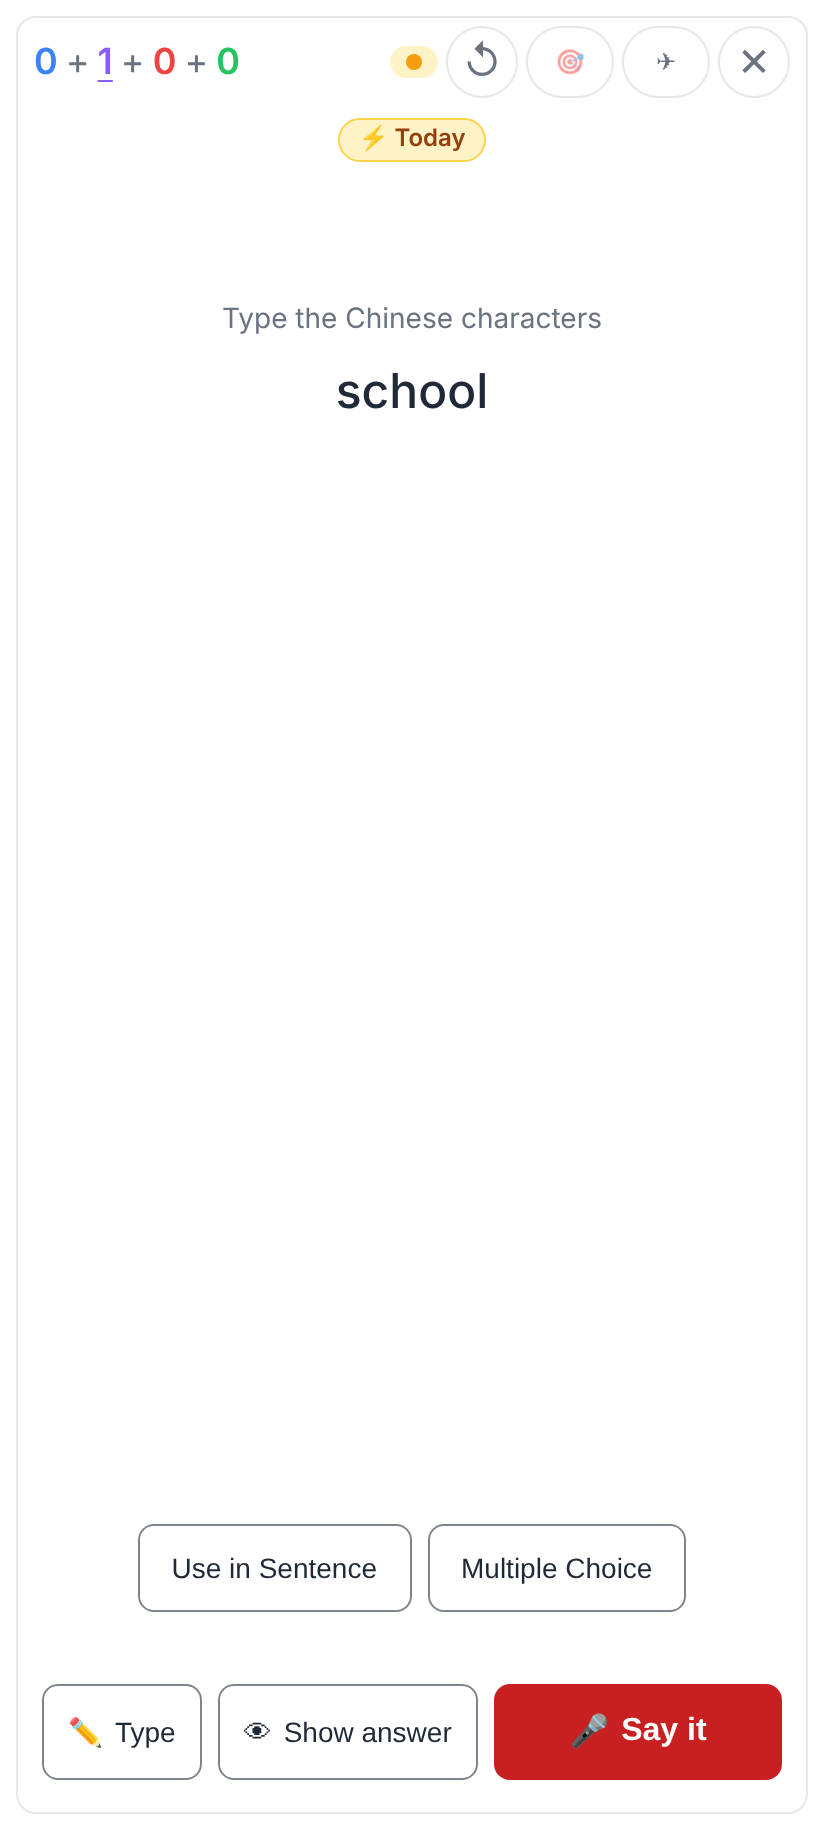 0 + 1 + 0 + 0
⚡ Today
Type the Chinese characters
school
Use in Sentence
Multiple Choice
✏️ Type
👁 Show answer
🎤 Say it